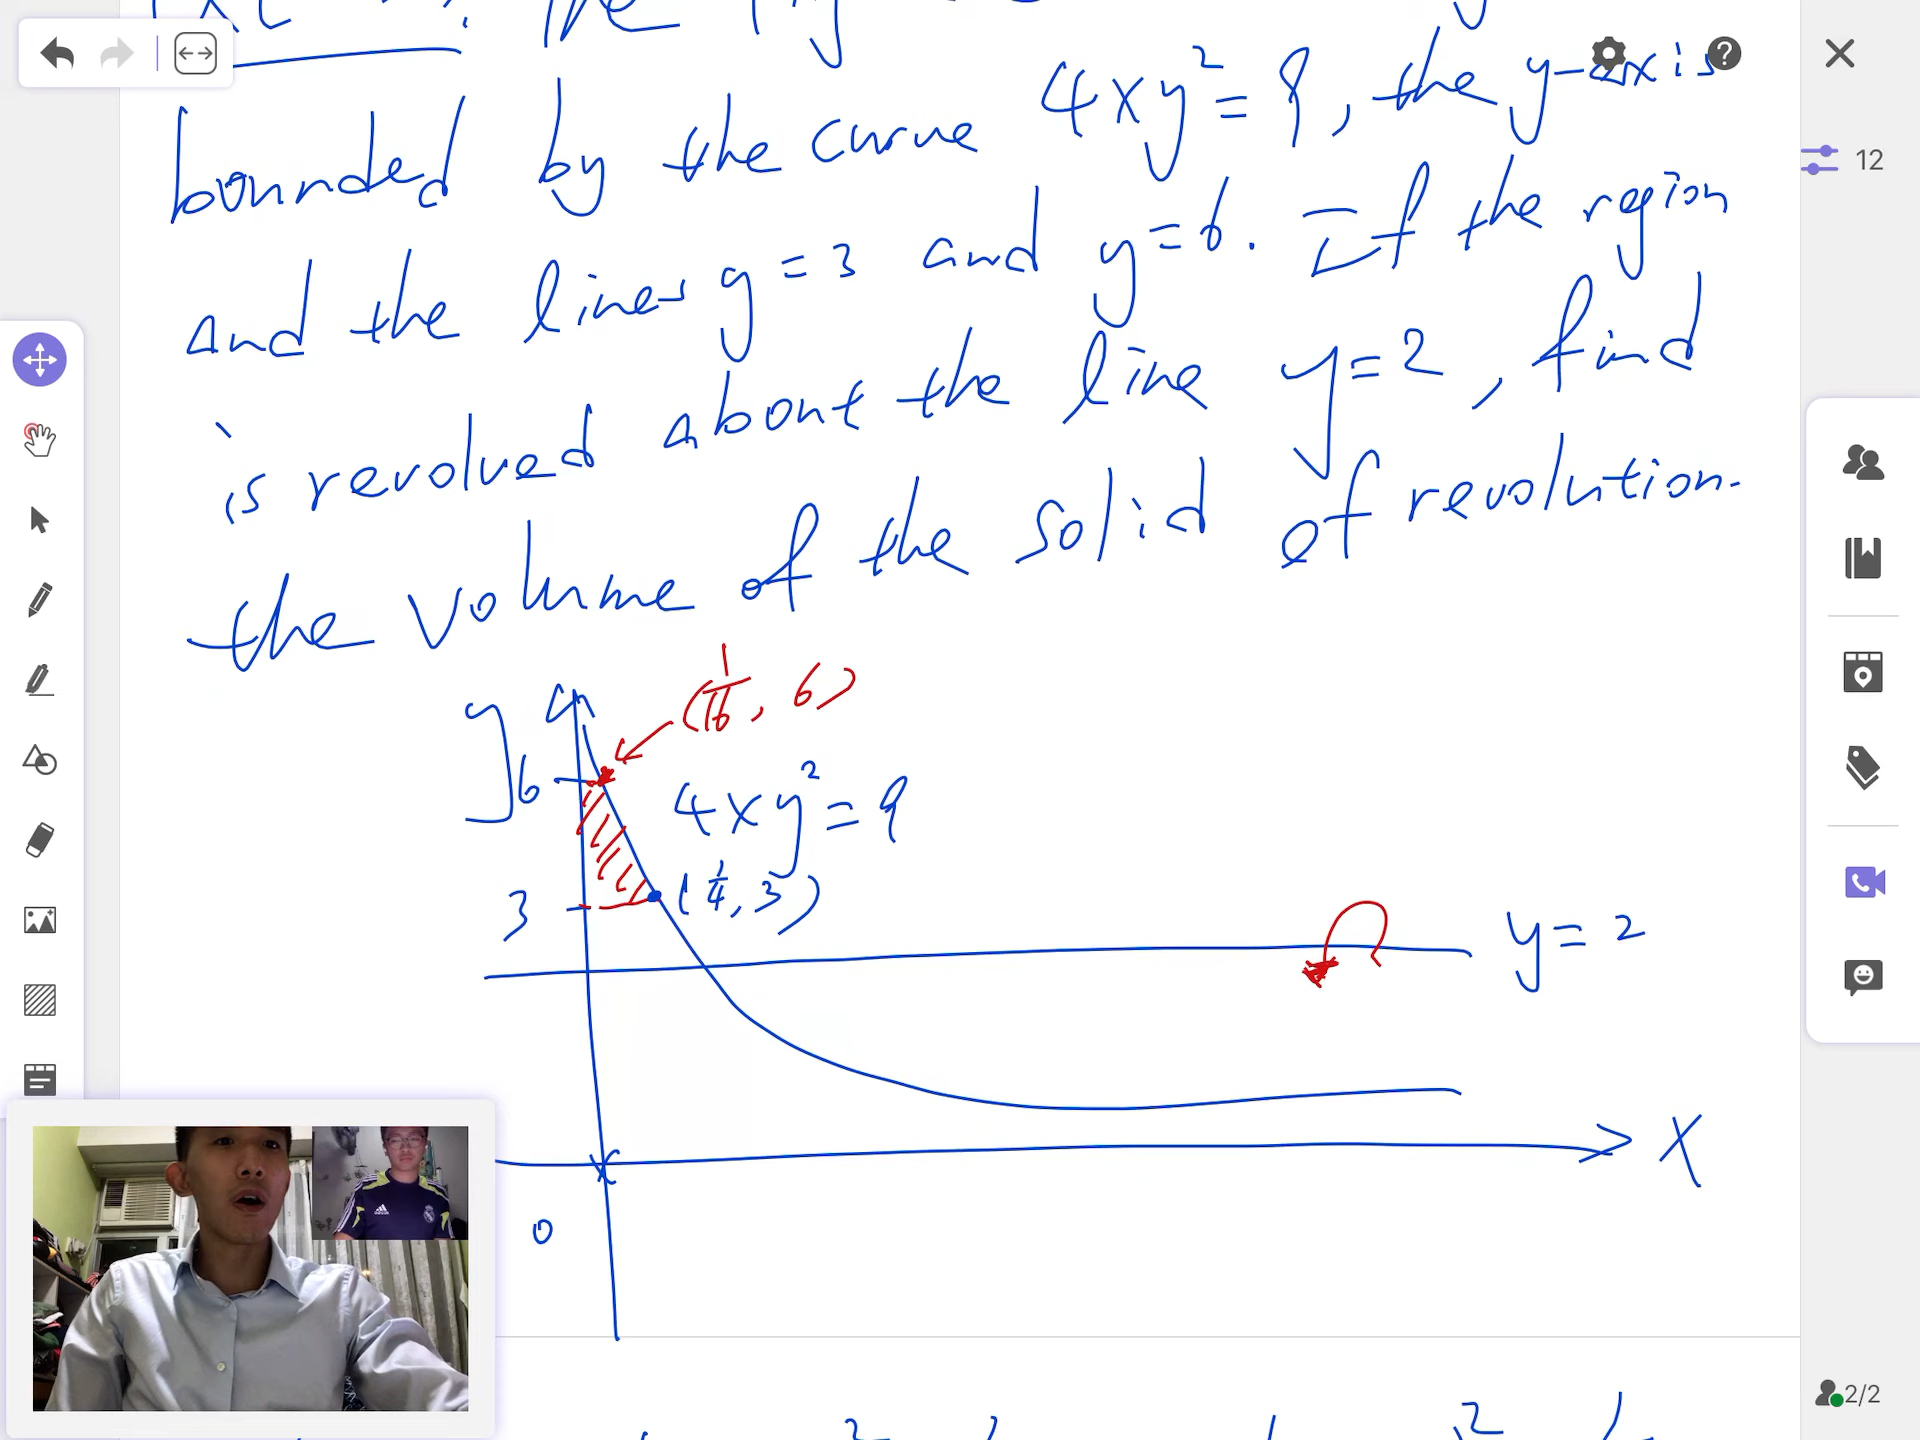 the
bounded by the curve 4xy²=9, the y-axis
and the lines y=3 and y=6. If the region
is revolved about the line y=2, find
the volume of the solid of revolution.
12
y
(1/16, 6)
6
4xy²=9
3
(1/4, 3)
y=2
X
0
adidas
2/2